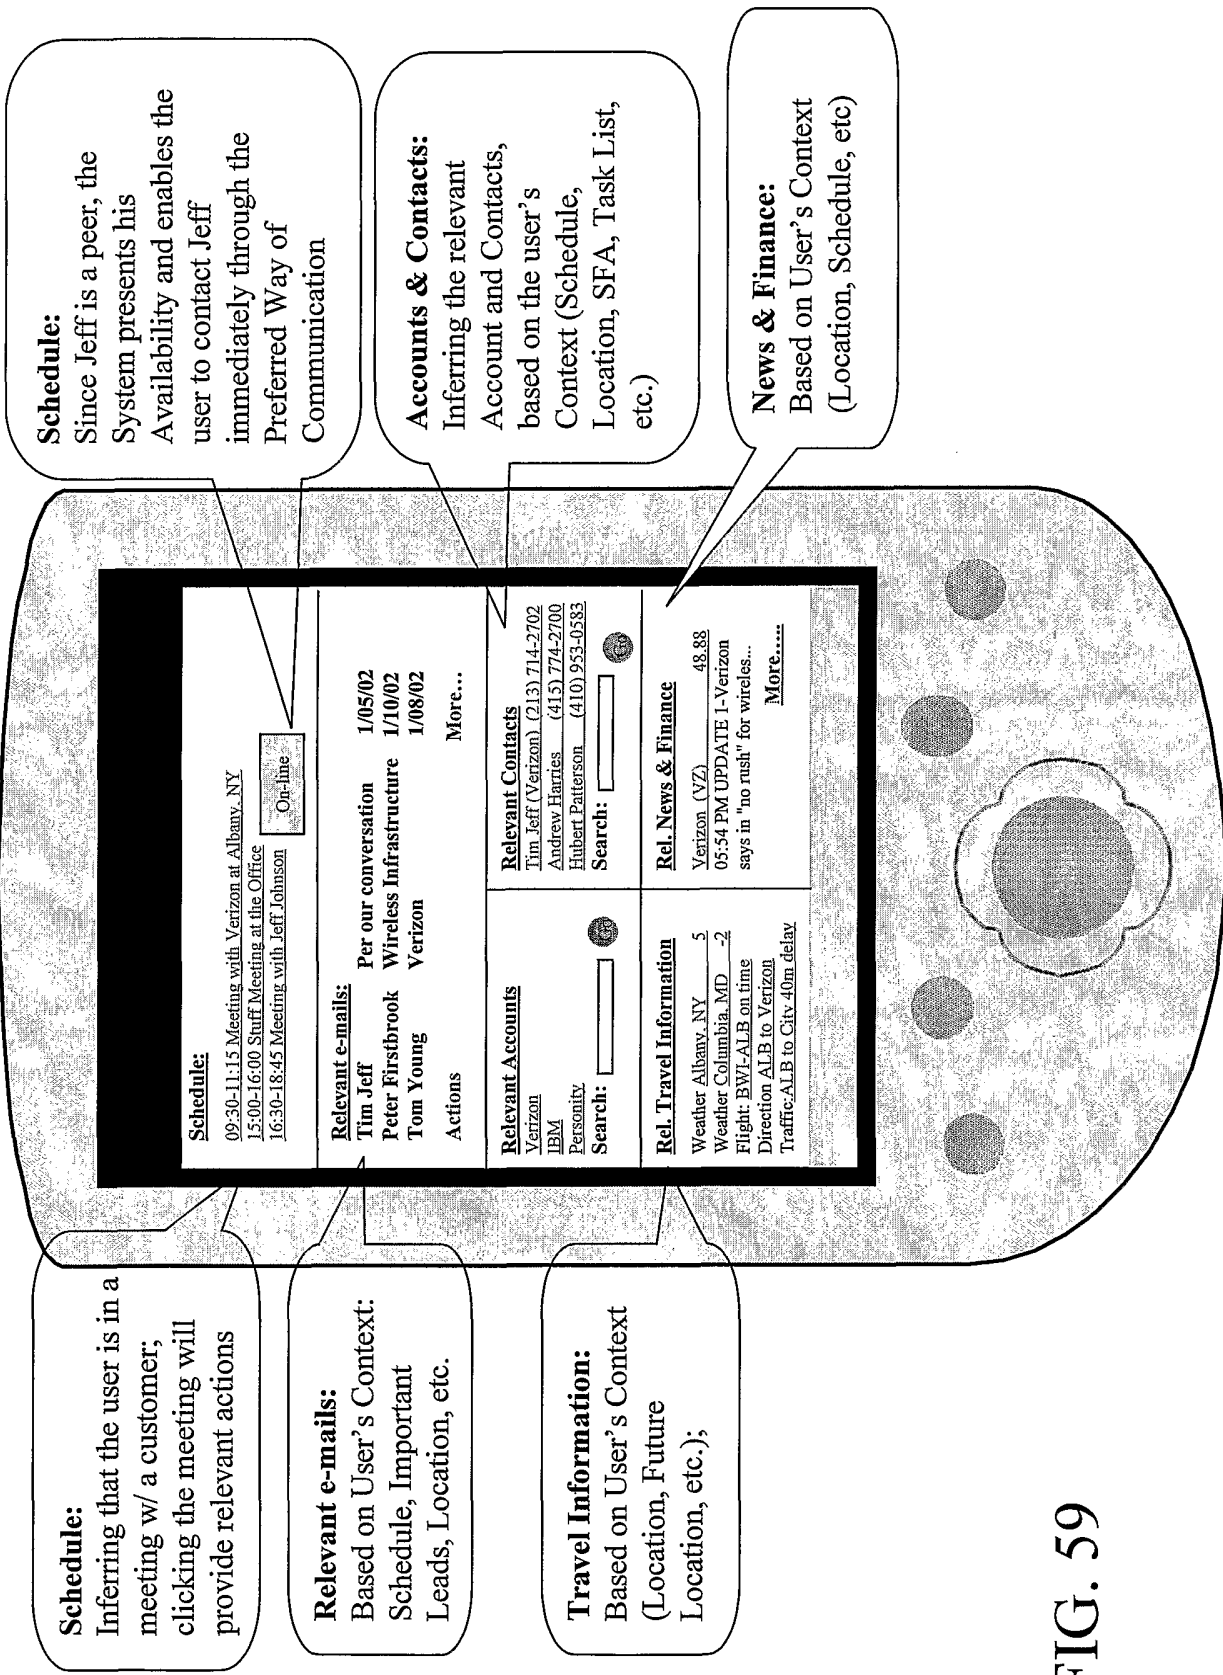 Schedule:
Inferring that the user is in a
meeting w/ a customer;
clicking the meeting will
provide relevant actions
Relevant e-mails:
Based on User's Context:
Schedule, Important
Leads, Location, etc.
Travel Information:
Based on User's Context
(Location, Future
Location, etc.);
Schedule:
09:30-11:15 Meeting with Verizon at Albany, NY
15:00-16:00 Stuff Meeting at the Office
16:30-18:45 Meeting with Jeff Johnson
On-line
Relevant e-mails:
Tim Jeff Per our conversation 1/05/02
Peter Firstbrook Wireless Infrastructure 1/10/02
Tom Young Verizon 1/08/02
Actions More...
Relevant Accounts
Verizon
IBM
Personity
Search: Go
Relevant Contacts
Tim Jeff (Verizon) (213) 714-2702
Andrew Harries (415) 774-2700
Hubert Patterson (410) 953-0583
Search: Go
Rel. Travel Information
Weather Albany, NY 5
Weather Columbia, MD -2
Flight BWI-ALB on time
Direction ALB to Verizon
Traffic:ALB to City 40m delay
Rel. News & Finance
Verizon (VZ) 48.88
05:54 PM UPDATE 1-Verizon
says in "no rush" for wireles...
More.....
Schedule:
Since Jeff is a peer, the
System presents his
Availability and enables the
user to contact Jeff
immediately through the
Preferred Way of
Communication
Accounts & Contacts:
Inferring the relevant
Account and Contacts,
based on the user's
Context (Schedule,
Location, SFA, Task List,
etc.)
News & Finance:
Based on User's Context
(Location, Schedule, etc)
FIG. 59